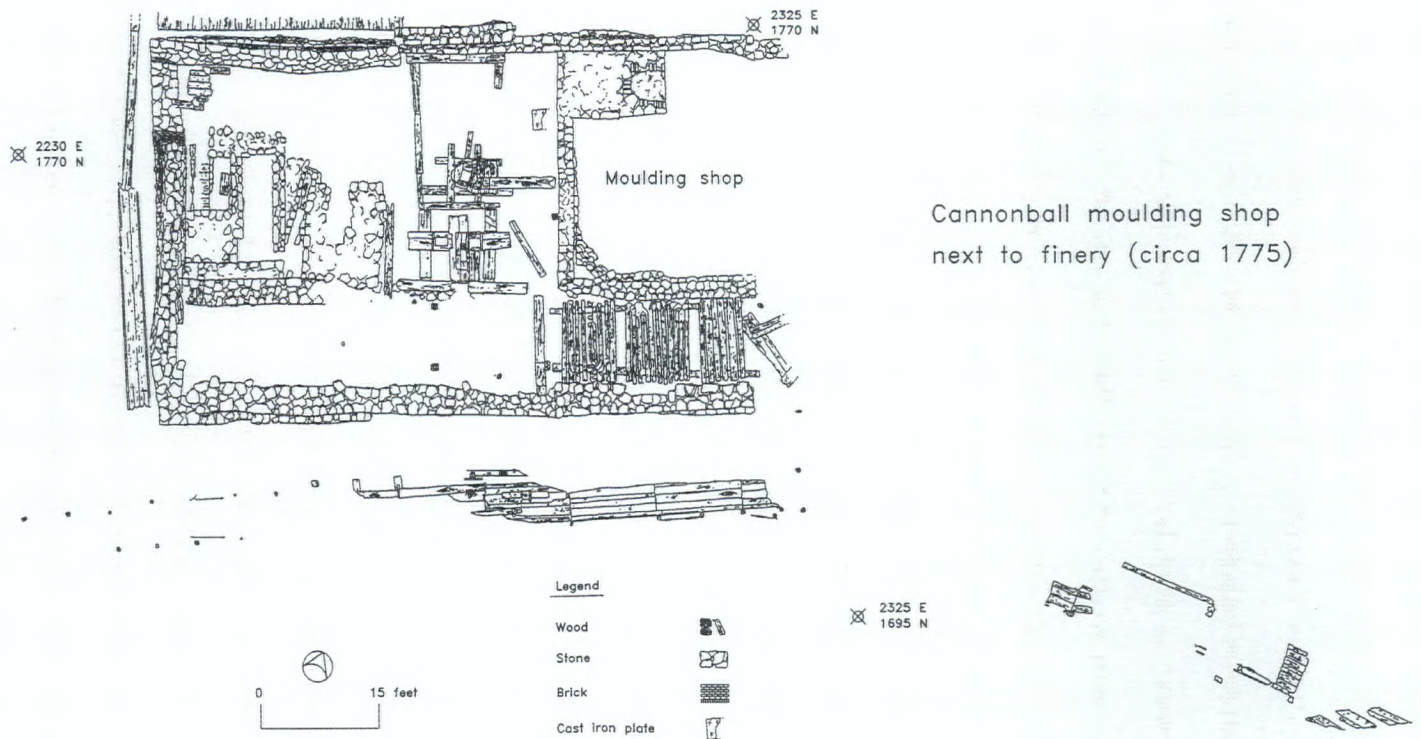 2325 E
1770 N
2230 E
1770 N
Moulding shop
Cannonball moulding shop
next to finery (circa 1775)
Legend
Wood
Stone
Brick
Cast iron plate
0 15 feet
2325 E
1695 N